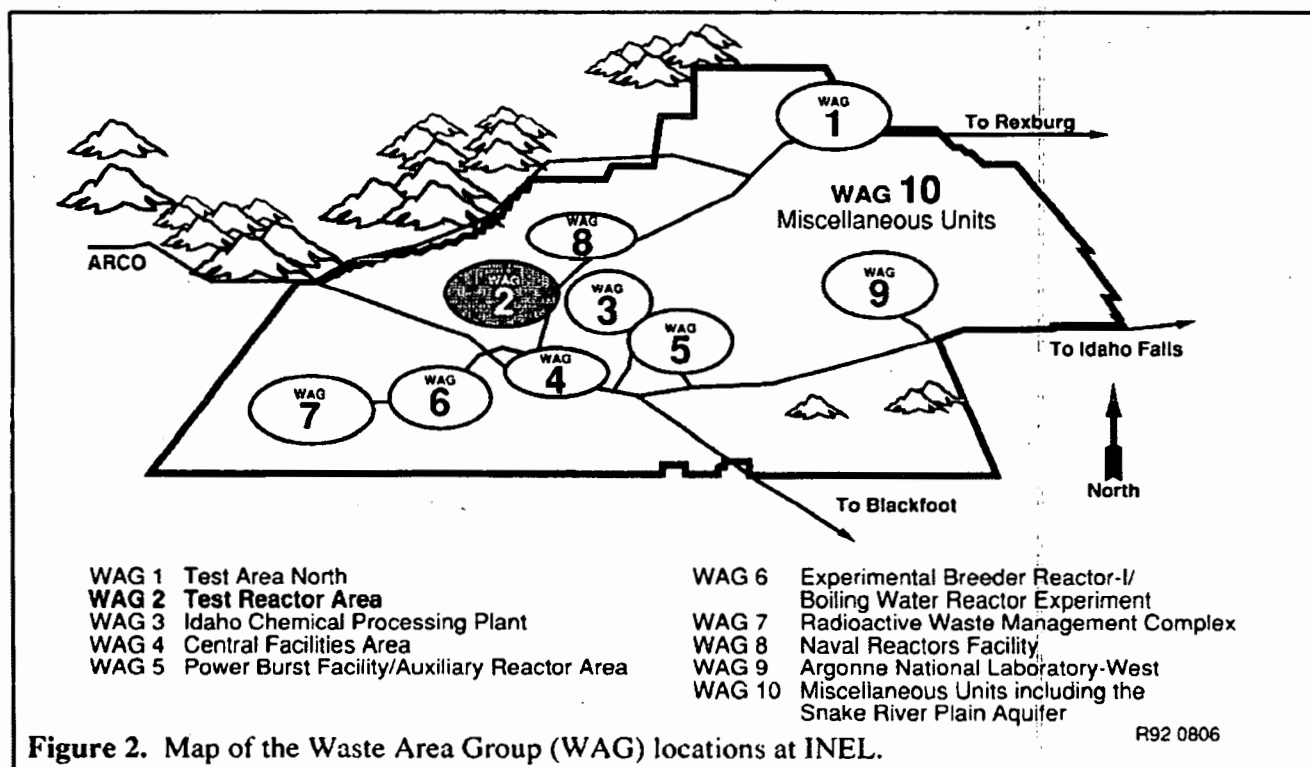 WAG
1
To Rexburg
WAG 10
Miscellaneous Units
WAG
8
ARCO
WAG
2
WAG
3
WAG
9
WAG
5
To Idaho Falls
WAG
4
WAG
6
WAG
7
North
To Blackfoot
WAG 1 Test Area North
WAG 2 Test Reactor Area
WAG 3 Idaho Chemical Processing Plant
WAG 4 Central Facilities Area
WAG 5 Power Burst Facility/Auxiliary Reactor Area
WAG 6 Experimental Breeder Reactor-I/
Boiling Water Reactor Experiment
WAG 7 Radioactive Waste Management Complex
WAG 8 Naval Reactors Facility
WAG 9 Argonne National Laboratory-West
WAG 10 Miscellaneous Units including the
Snake River Plain Aquifer
R92 0806
Figure 2. Map of the Waste Area Group (WAG) locations at INEL.